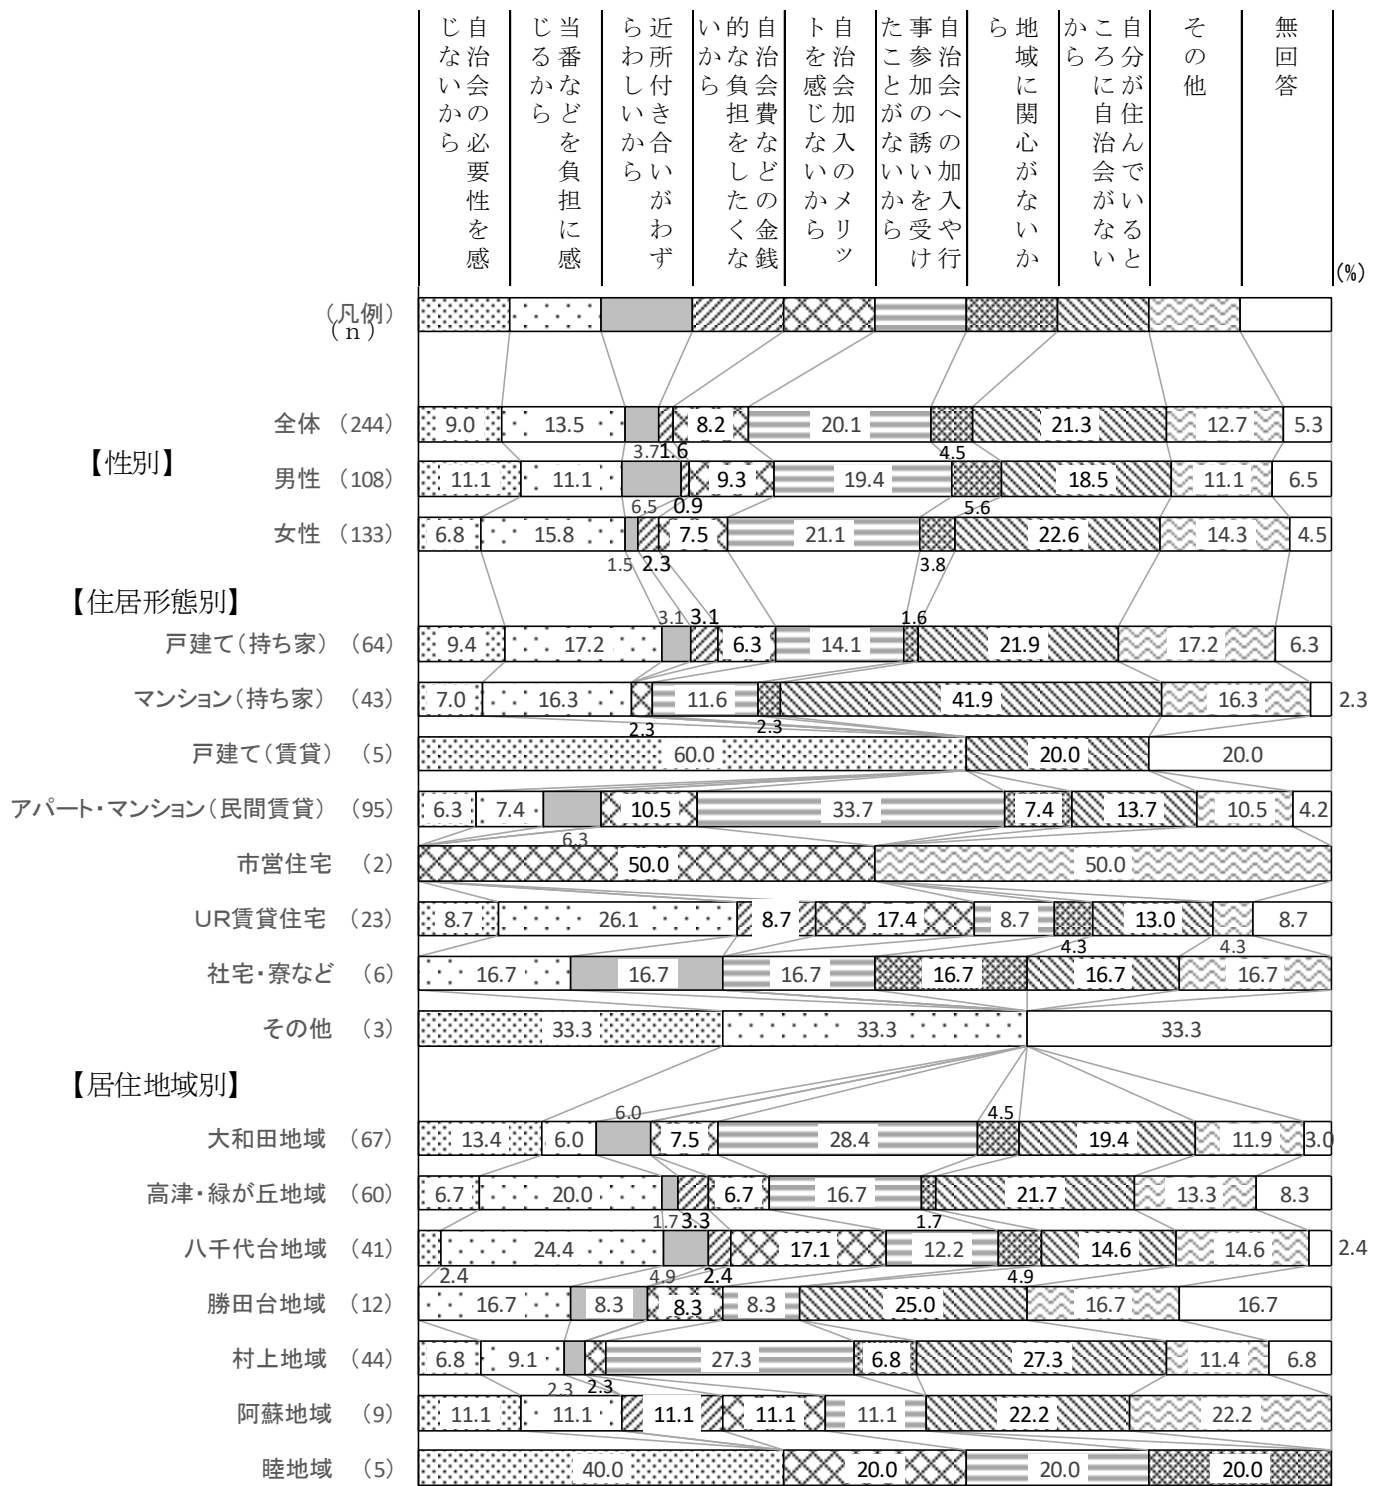 自治会の必要性を感
じないから
当番などを負担に感
じるから
近所付き合いがわず
らわしいから
自治会費などの金銭
的な負担をしたくな
いから
自治会加入のメリッ
トを感じないから
自治会への加入や行
事参加の誘いを受け
たことがないから
地域に関心がないか
ら
自分が住んでいると
ころに自治会がない
から
その他
無回答
(%)
（凡例）
（ｎ）
全体 （244） 9.0 13.5 3.7 1.6 8.2 20.1 4.5 21.3 12.7 5.3
【性別】
男性 （108） 11.1 11.1 6.5 0.9 9.3 19.4 5.6 18.5 11.1 6.5
女性 （133） 6.8 15.8 1.5 2.3 7.5 21.1 3.8 22.6 14.3 4.5
【住居形態別】
戸建て（持ち家） （64） 9.4 17.2 3.1 3.1 6.3 14.1 1.6 21.9 17.2 6.3
マンション（持ち家） （43） 7.0 16.3 2.3 11.6 2.3 41.9 16.3 2.3
戸建て（賃貸） （5） 60.0 20.0 20.0
アパート・マンション（民間賃貸） （95） 6.3 7.4 6.3 10.5 33.7 7.4 13.7 10.5 4.2
市営住宅 （2） 50.0 50.0
UR賃貸住宅 （23） 8.7 26.1 8.7 17.4 8.7 4.3 13.0 4.3 8.7
社宅・寮など （6） 16.7 16.7 16.7 16.7 16.7 16.7
その他 （3） 33.3 33.3 33.3
【居住地域別】
大和田地域 （67） 13.4 6.0 6.0 7.5 28.4 4.5 19.4 11.9 3.0
高津・緑が丘地域 （60） 6.7 20.0 1.7 3.3 6.7 16.7 1.7 21.7 13.3 8.3
八千代台地域 （41） 2.4 24.4 4.9 2.4 17.1 12.2 4.9 14.6 14.6 2.4
勝田台地域 （12） 16.7 8.3 8.3 8.3 25.0 16.7 16.7
村上地域 （44） 6.8 9.1 2.3 2.3 27.3 6.8 27.3 11.4 6.8
阿蘇地域 （9） 11.1 11.1 11.1 11.1 11.1 22.2 22.2
睦地域 （5） 40.0 20.0 20.0 20.0